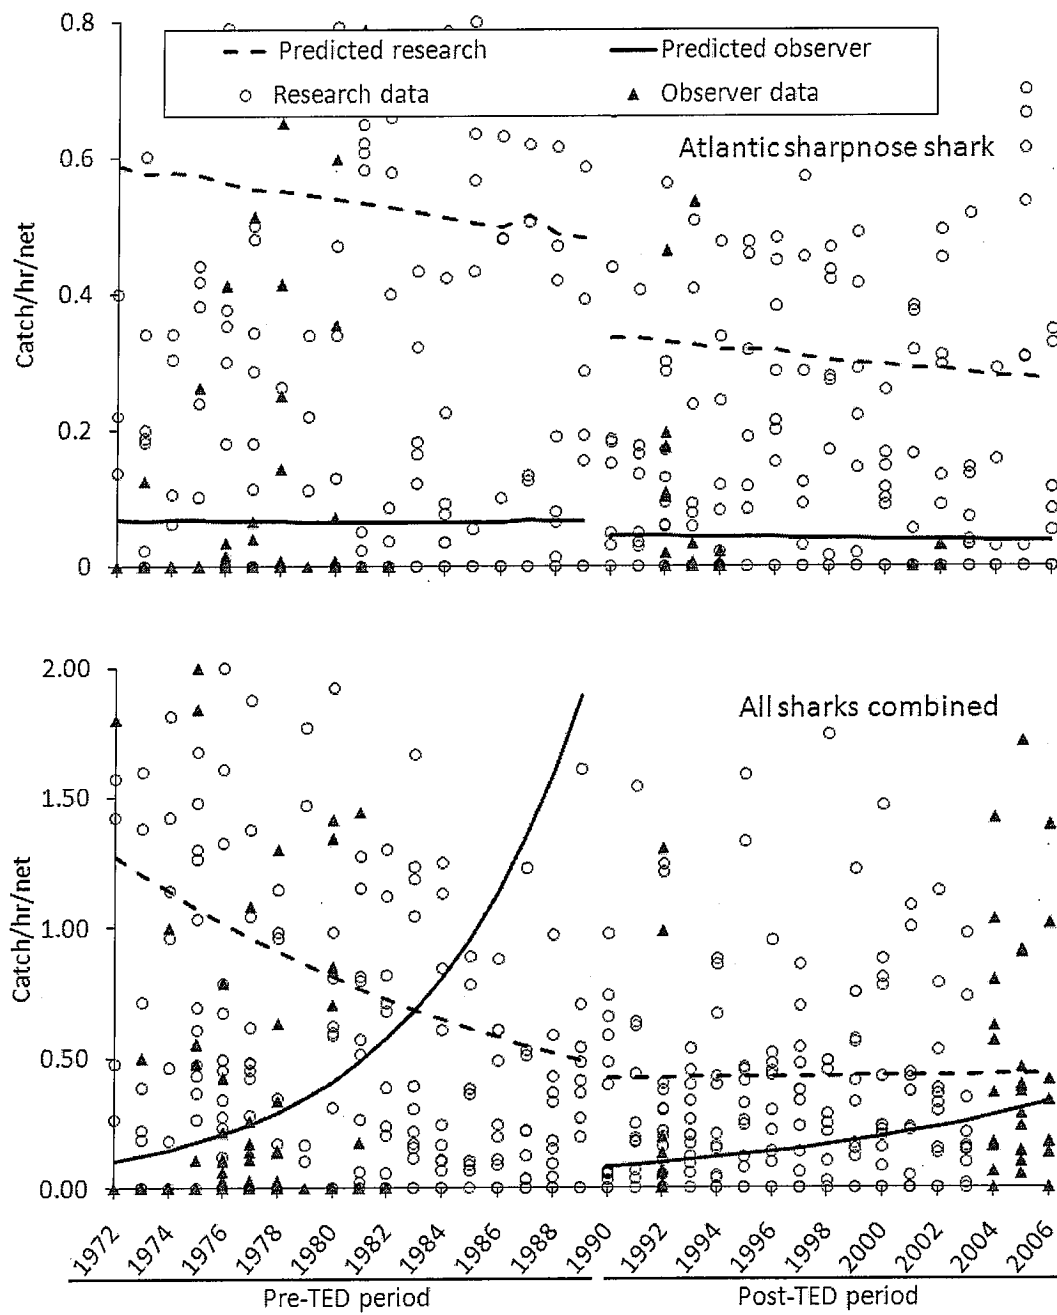 0.8
Predicted research
Predicted observer
Research data
Observer data
Atlantic sharpnose shark
0.6
0.4
0.2
0
Catch/hr/net
2.00
All sharks combined
1.50
1.00
0.50
0.00
Catch/hr/net
1972 1974 1976 1978 1980 1982 1984 1986 1988 1990 1992 1994 1996 1998 2000 2002 2004 2006
Pre-TED period
Post-TED period